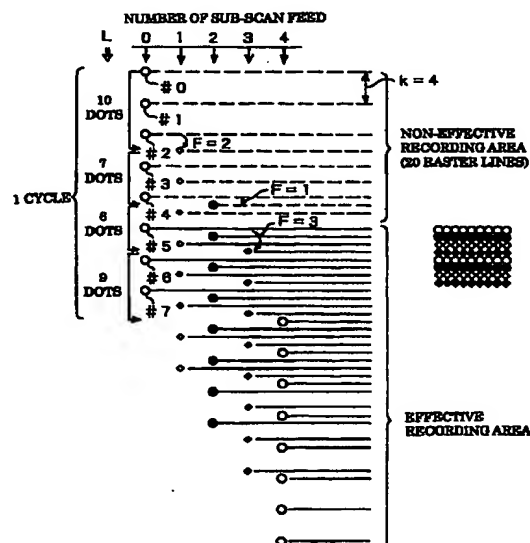 NUMBER OF SUB-SCAN FEED
L 0 1 2 3 4
k = 4
#0
10 DOTS
#1
F = 2
#2
NON-EFFECTIVE
RECORDING AREA
(20 RASTER LINES)
7 DOTS
#3
F = 1
1 CYCLE
#4
F = 3
6 DOTS
#5
#6
9 DOTS
#7
EFFECTIVE
RECORDING AREA